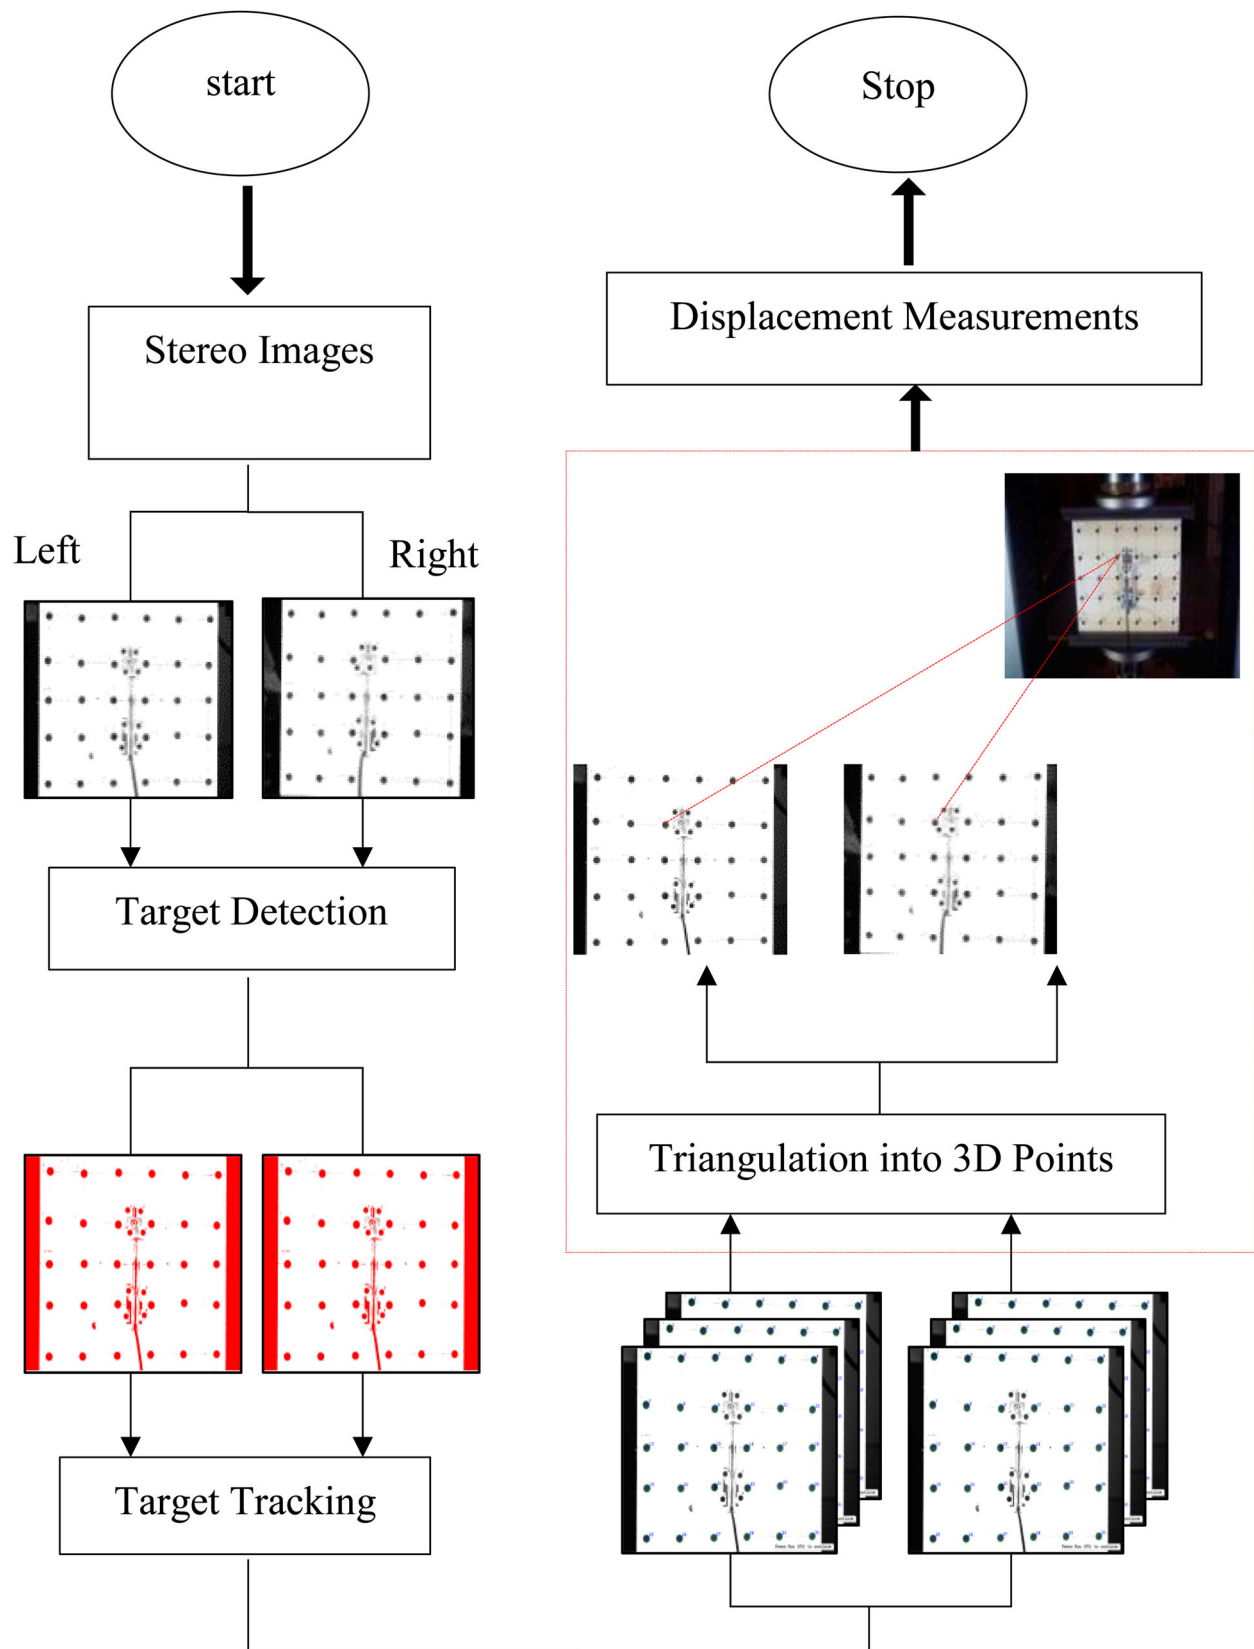 start
Stereo Images
Left
Right
Target Detection
Target Tracking
Stop
Displacement Measurements
Triangulation into 3D Points